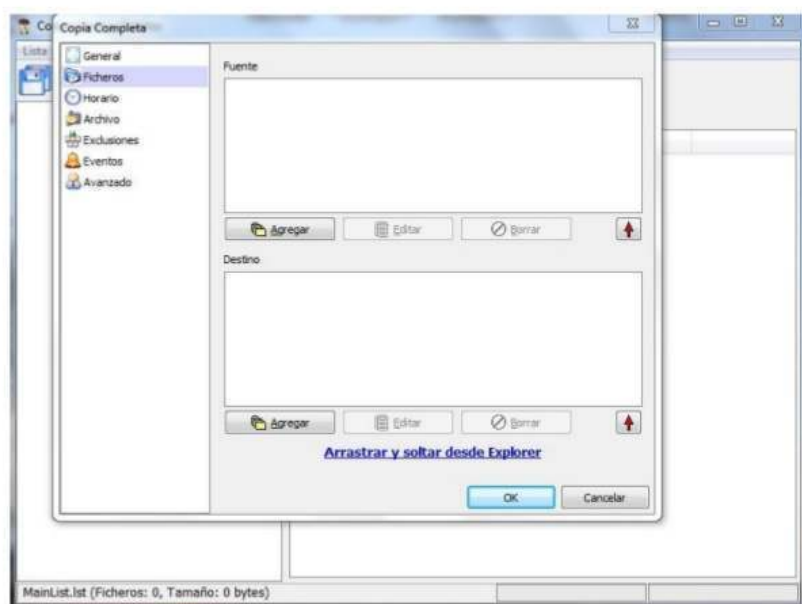 Co
Copia Completa
Lista
General
Ficheros
Horario
Archivo
Exclusiones
Eventos
Avanzado
Fuente
Agregar
Editar
Borrar
Destino
Agregar
Editar
Borrar
Arrastrar y soltar desde Explorer
OK
Cancelar
MainList.lst (Ficheros: 0, Tamaño: 0 bytes)